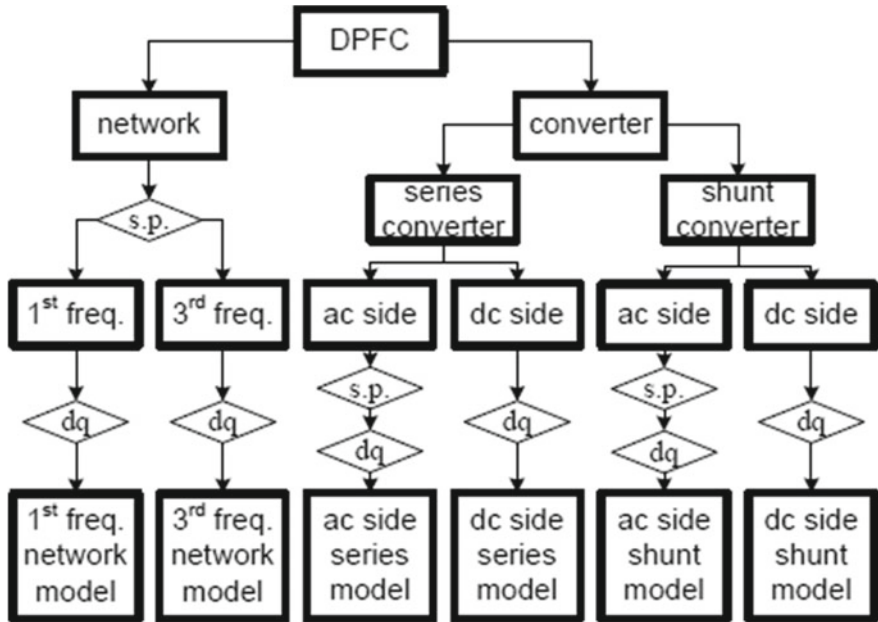 DPFC
network
converter
series
converter
shunt
converter
s.p.
1st freq.
3rd freq.
ac side
dc side
ac side
dc side
s.p.
s.p.
dq
dq
dq
dq
dq
dq
1st freq.
network
model
3rd freq.
network
model
ac side
series
model
dc side
series
model
ac side
shunt
model
dc side
shunt
model